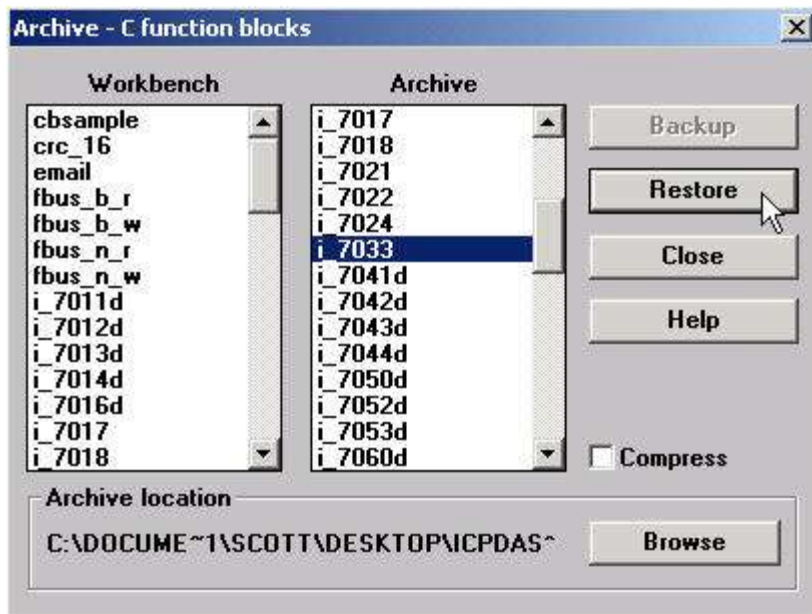 Archive - C function blocks
Workbench
Archive
cbsample
crc_16
email
fbus_b_r
fbus_b_w
fbus_n_r
fbus_n_w
i_7011d
i_7012d
i_7013d
i_7014d
i_7016d
i_7017
i_7018
i_7017
i_7018
i_7021
i_7022
i_7024
i_7033
i_7041d
i_7042d
i_7043d
i_7044d
i_7050d
i_7052d
i_7053d
i_7060d
Backup
Restore
Close
Help
Compress
Archive location
C:\DOCUME~1\SCOTT\DESKTOP\ICPDAS~
Browse